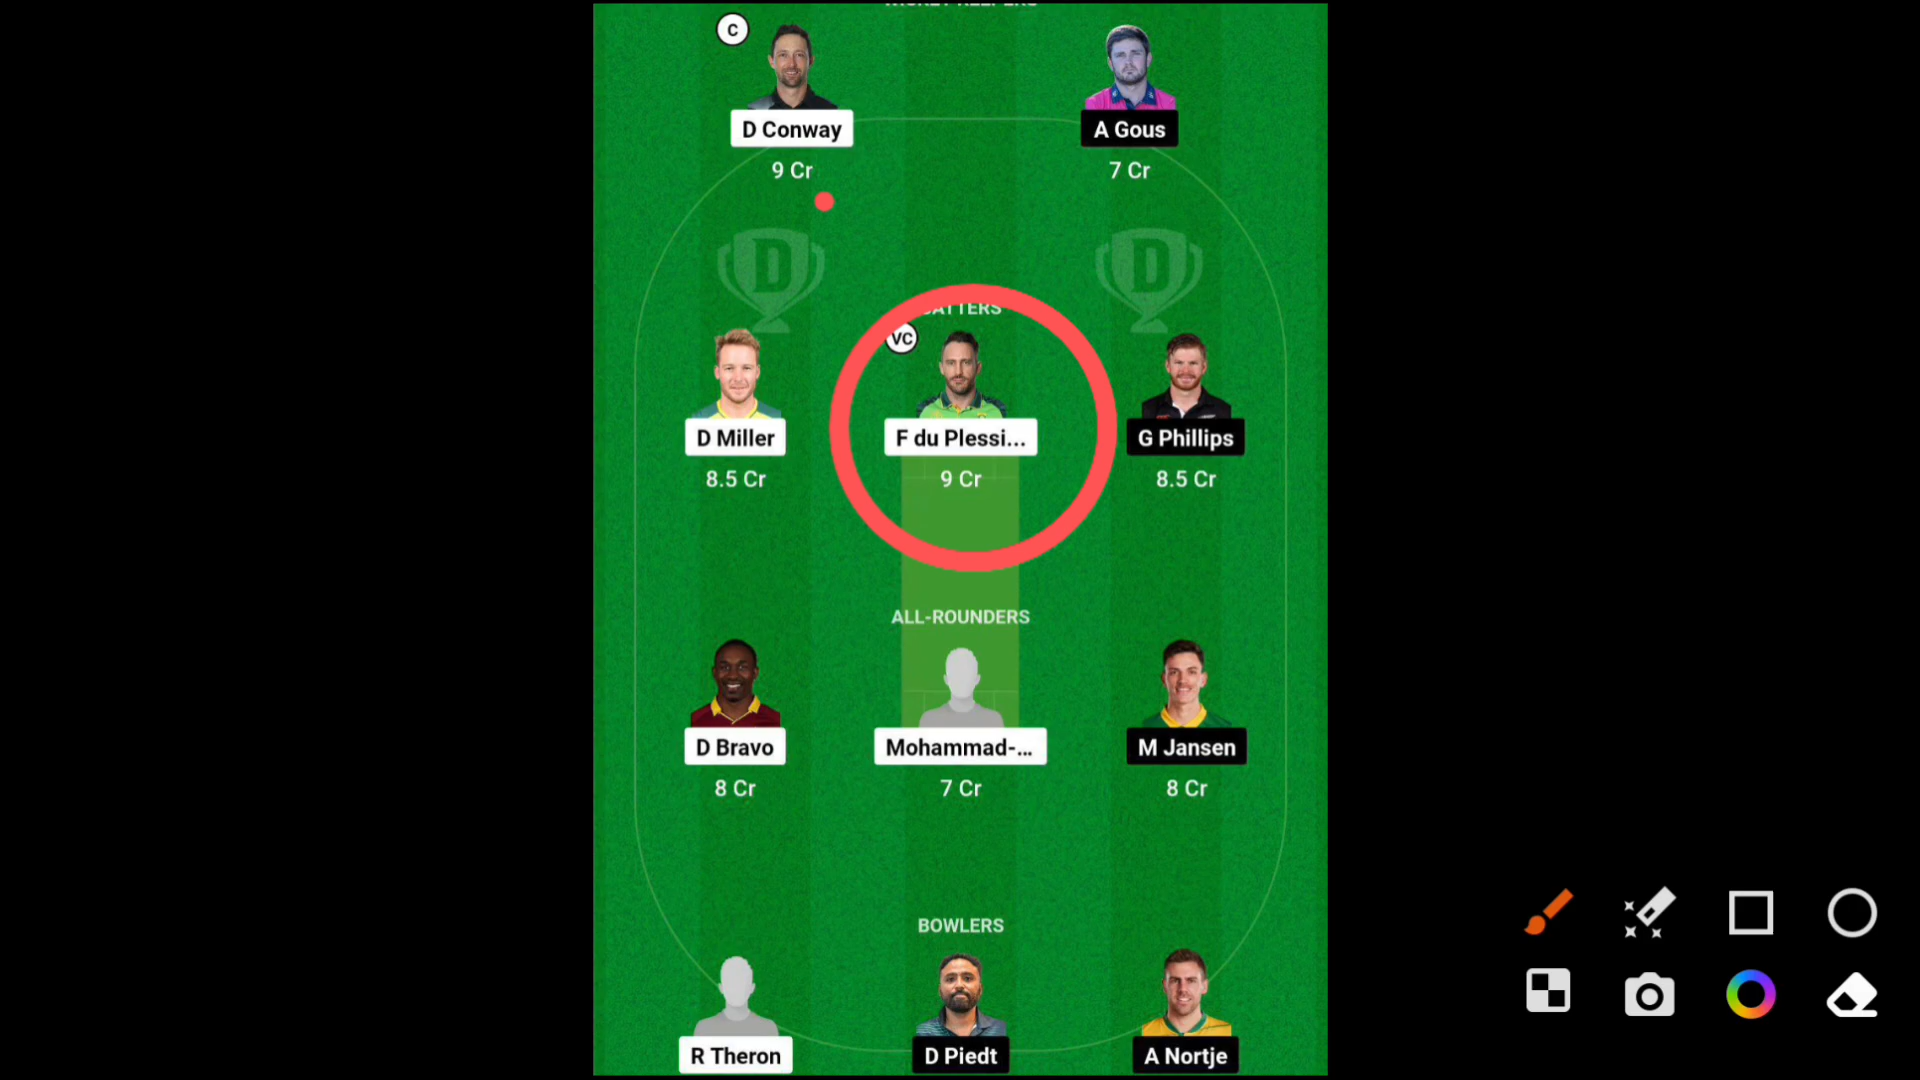 C
D Conway
A Gous
9 Cr
7 Cr
D
D
BATTERS
VC
D Miller
F du Plessi...
G Phillips
8.5 Cr
9 Cr
8.5 Cr
ALL-ROUNDERS
D Bravo
Mohammad-...
M Jansen
8 Cr
7 Cr
8 Cr
BOWLERS
R Theron
D Piedt
A Nortje